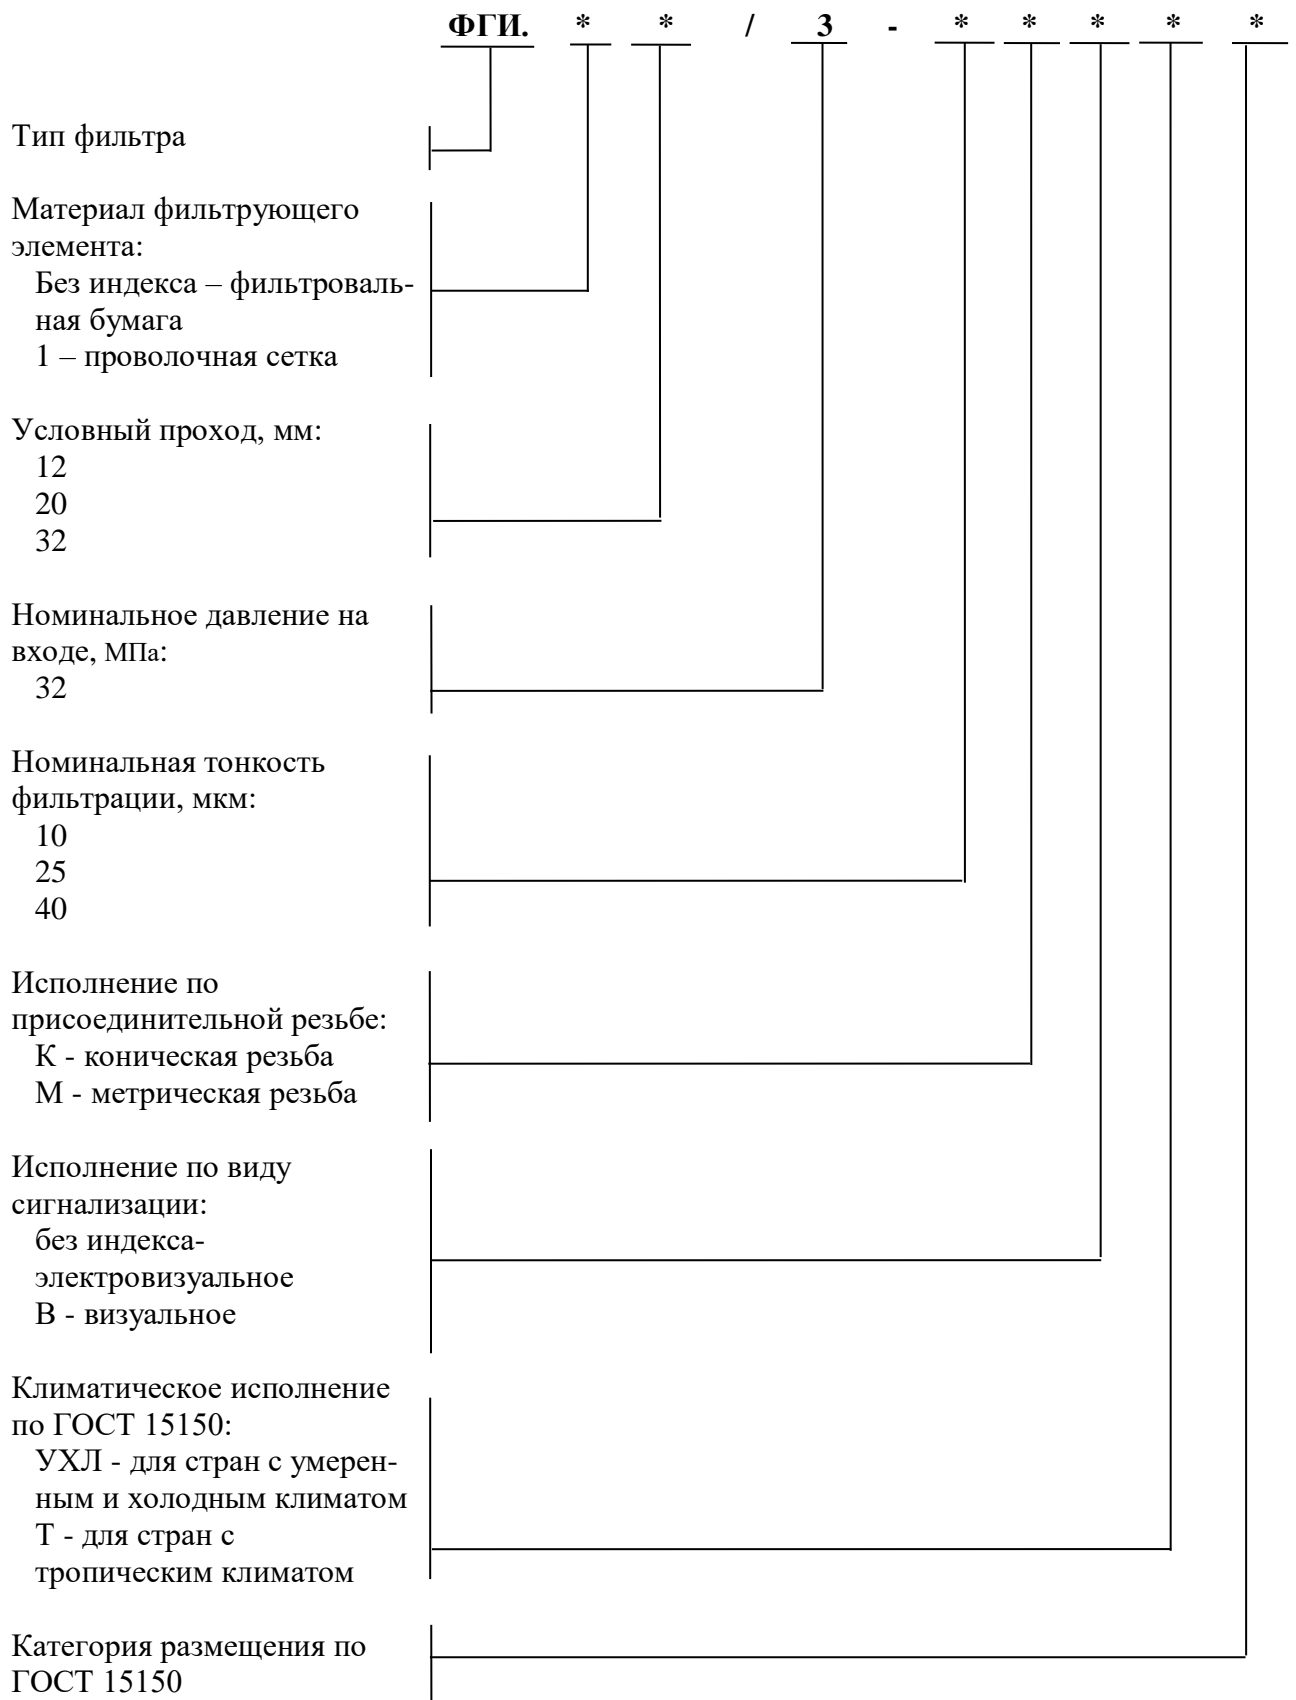 ФГИ. * * / 3 - * * * * *
Тип фильтра
Материал фильтрующего
элемента:
Без индекса – фильтроваль-
ная бумага
1 – проволочная сетка
Условный проход, мм:
12
20
32
Номинальное давление на
входе, МПа:
32
Номинальная тонкость
фильтрации, мкм:
10
25
40
Исполнение по
присоединительной резьбе:
К - коническая резьба
М - метрическая резьба
Исполнение по виду
сигнализации:
без индекса-
электровизуальное
В - визуальное
Климатическое исполнение
по ГОСТ 15150:
УХЛ - для стран с умерен-
ным и холодным климатом
Т - для стран с
тропическим климатом
Категория размещения по
ГОСТ 15150